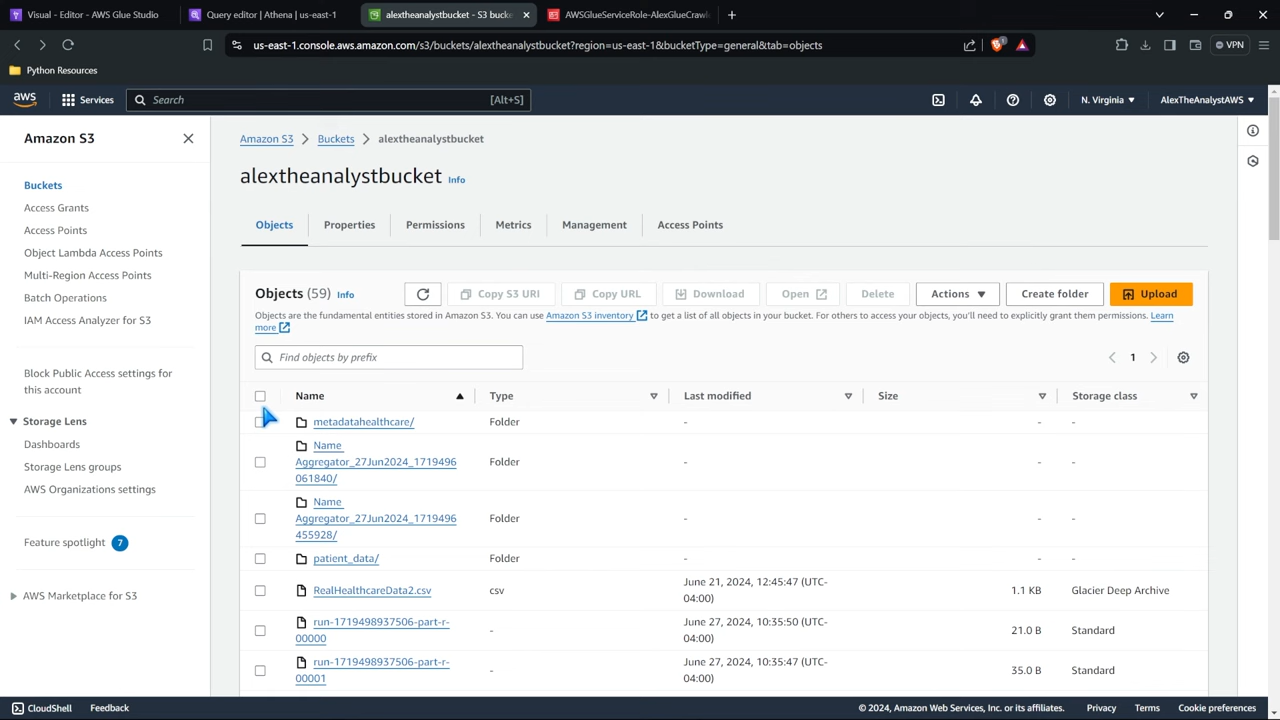 Visual - Editor - AWS Glue Studio
Query editor | Athena | us-east-1
alextheanalystbucket - S3 bucke
AWSGlueServiceRole-AlexGlueCrawl
us-east-1.console.aws.amazon.com/s3/buckets/alextheanalystbucket?region=us-east-1&bucketType=general&tab=objects
VPN
Python Resources
aws
Services
Search
[Alt+S]
N. Virginia
AlexTheAnalystAWS
Amazon S3
Buckets
Access Grants
Access Points
Object Lambda Access Points
Multi-Region Access Points
Batch Operations
IAM Access Analyzer for S3
Block Public Access settings for
this account
Storage Lens
Dashboards
Storage Lens groups
AWS Organizations settings
Feature spotlight 7
AWS Marketplace for S3
Amazon S3 > Buckets > alextheanalystbucket
alextheanalystbucket Info
Objects Properties Permissions Metrics Management Access Points
Objects (59) Info
Copy S3 URI Copy URL Download Open Delete Actions Create folder Upload
Objects are the fundamental entities stored in Amazon S3. You can use Amazon S3 inventory to get a list of all objects in your bucket. For others to access your objects, you'll need to explicitly grant them permissions. Learn
more
Find objects by prefix
1
Name Type Last modified Size Storage class
metadatahealthcare/ Folder - - -
Name
Aggregator_27Jun2024_1719496 Folder - - -
061840/
Name
Aggregator_27Jun2024_1719496 Folder - - -
455928/
patient_data/ Folder - - -
RealHealthcareData2.csv csv June 21, 2024, 12:45:47 (UTC-
04:00) 1.1 KB Glacier Deep Archive
run-1719498937506-part-r-
00000 - June 27, 2024, 10:35:50 (UTC-
04:00) 21.0 B Standard
run-1719498937506-part-r-
00001 - June 27, 2024, 10:35:47 (UTC-
04:00) 35.0 B Standard
CloudShell Feedback © 2024, Amazon Web Services, Inc. or its affiliates. Privacy Terms Cookie preferences